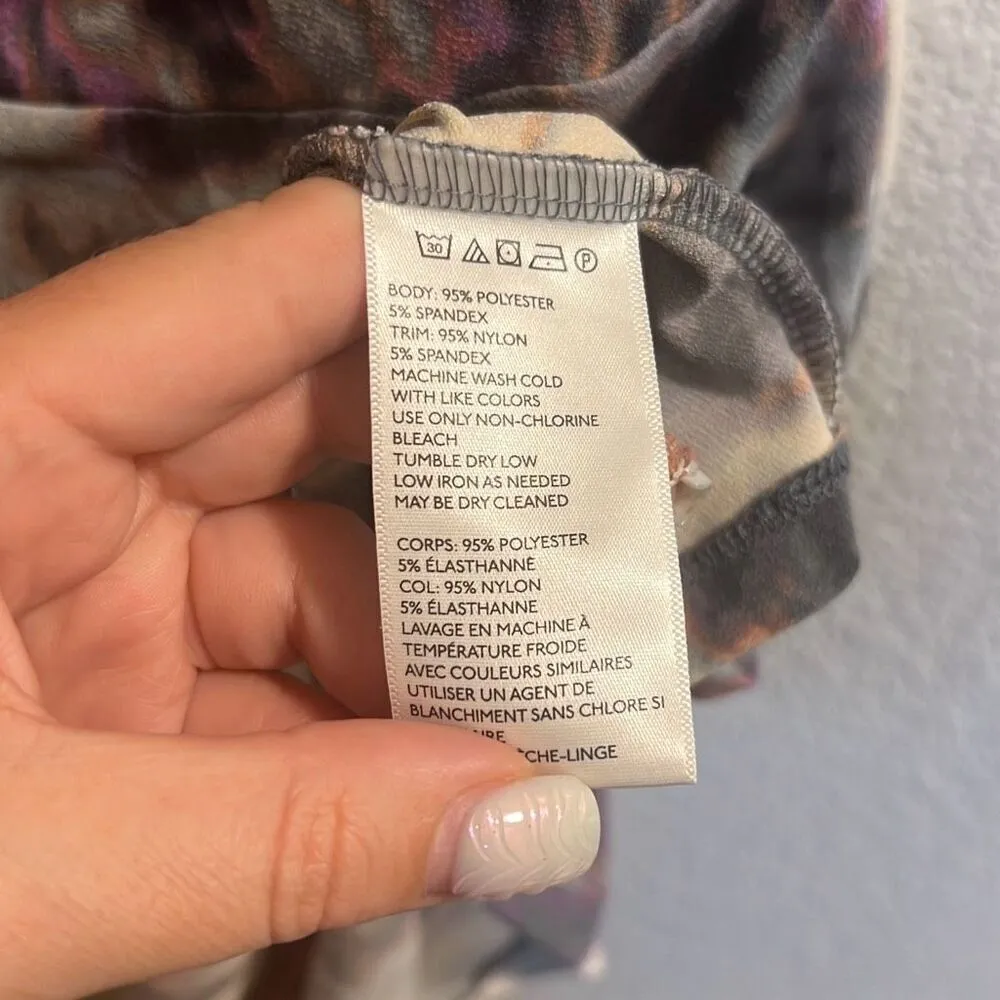 30 P
BODY: 95% POLYESTER
5% SPANDEX
TRIM: 95% NYLON
5% SPANDEX
MACHINE WASH COLD
WITH LIKE COLORS
USE ONLY NON-CHLORINE
BLEACH
TUMBLE DRY LOW
LOW IRON AS NEEDED
MAY BE DRY CLEANED
CORPS: 95% POLYESTER
5% ÉLASTHANNE
COL: 95% NYLON
5% ÉLASTHANNE
LAVAGE EN MACHINE À
TEMPÉRATURE FROIDE
AVEC COULEURS SIMILAIRES
UTILISER UN AGENT DE
BLANCHIMENT SANS CHLORE SI